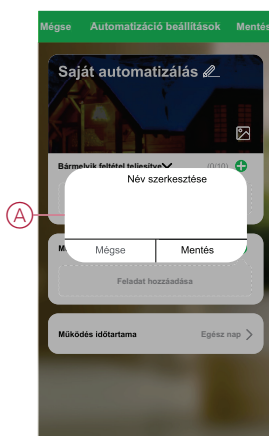 Mégse Automatizáció beállítások Mentés
Saját automatizálás
Bármelyik feltétel teljesítve (0/10)
Név szerkesztése
A
Mégse Mentés
Feladat hozzáadása
Működés időtartama Egész nap